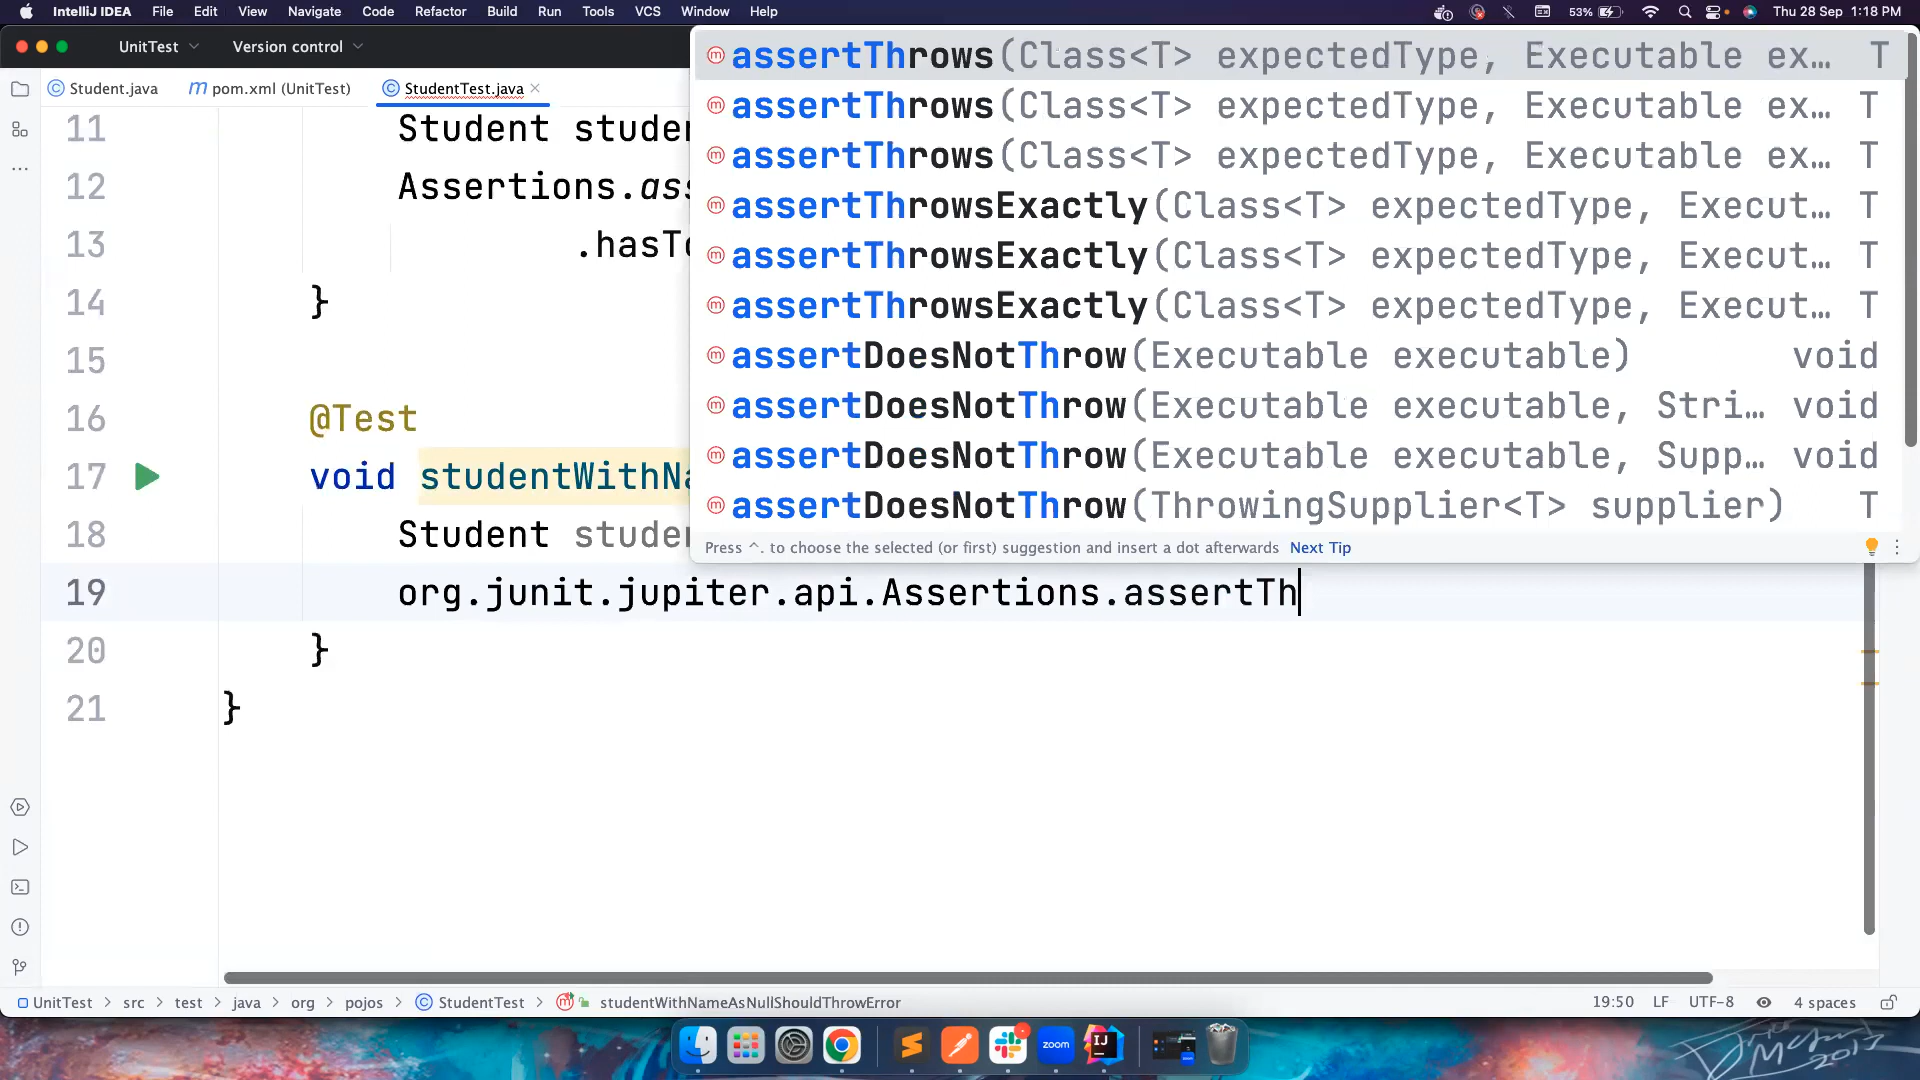 IntelliJ IDEA File Edit View Navigate Code Refactor Build Run Tools VCS Window Help 53% Thu 28 Sep 1:18 PM
UnitTest Version control
Student.java pom.xml (UnitTest) StudentTest.java
assertThrows(Class<T> expectedType, Executable ex… T
assertThrows(Class<T> expectedType, Executable ex… T
assertThrows(Class<T> expectedType, Executable ex… T
assertThrowsExactly(Class<T> expectedType, Execut… T
assertThrowsExactly(Class<T> expectedType, Execut… T
assertThrowsExactly(Class<T> expectedType, Execut… T
assertDoesNotThrow(Executable executable) void
assertDoesNotThrow(Executable executable, Stri… void
assertDoesNotThrow(Executable executable, Supp… void
assertDoesNotThrow(ThrowingSupplier<T> supplier) T
Press ^. to choose the selected (or first) suggestion and insert a dot afterwards Next Tip
11 Student studen
12 Assertions.ass
13 .hasTo
14 }
15
16 @Test
17 void studentWithNa
18 Student studen
19 org.junit.jupiter.api.Assertions.assertTh
20 }
21 }
UnitTest > src > test > java > org > pojos > StudentTest > studentWithNameAsNullShouldThrowError 19:50 LF UTF-8 4 spaces
zoom
IJ